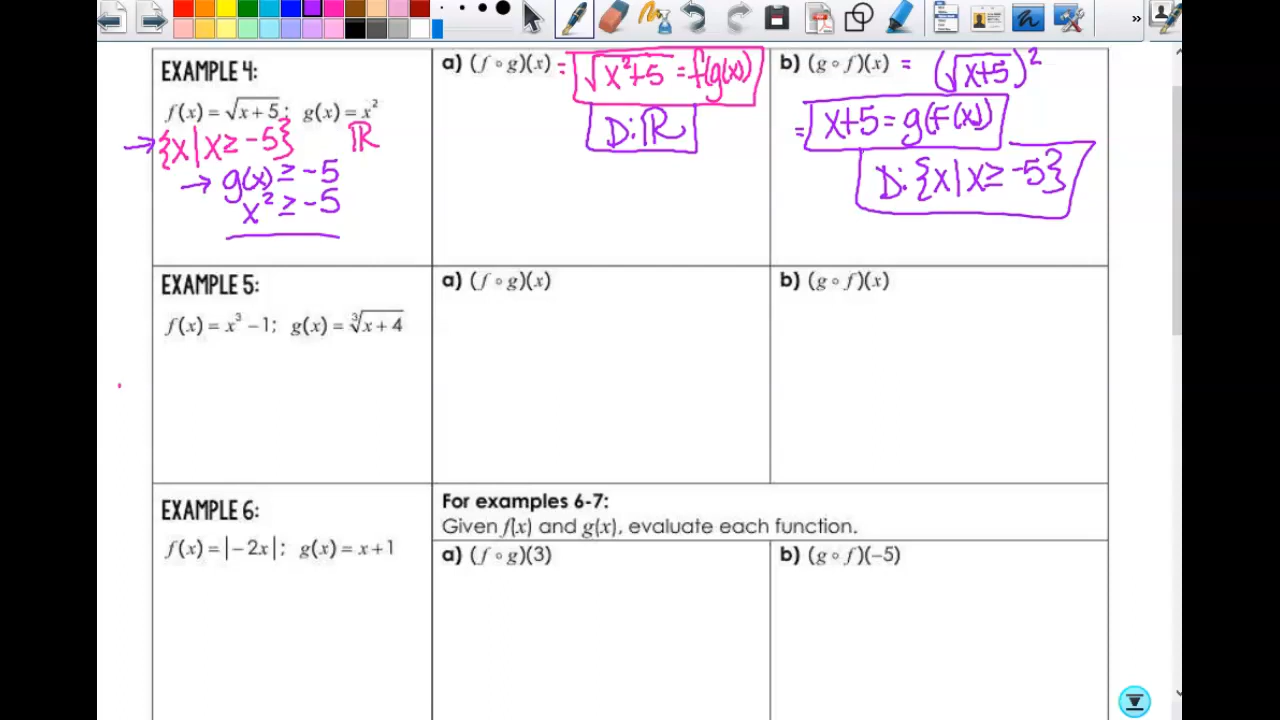 »
EXAMPLE 4:
f(x) = √x + 5; g(x) = x²
→ {x | x ≥ -5} ℝ
→ g(x) ≥ -5
x² ≥ -5
a) (f ∘ g)(x) = √x²+5 = f(g(x))
D: ℝ
b) (g ∘ f)(x) = (√x+5)²
= x+5 = g(f(x))
D: {x | x ≥ -5}
EXAMPLE 5:
f(x) = x³ − 1; g(x) = ∛x + 4
a) (f ∘ g)(x)
b) (g ∘ f)(x)
EXAMPLE 6:
f(x) = |−2x|; g(x) = x + 1
For examples 6-7:
Given f(x) and g(x), evaluate each function.
a) (f ∘ g)(3)
b) (g ∘ f)(−5)